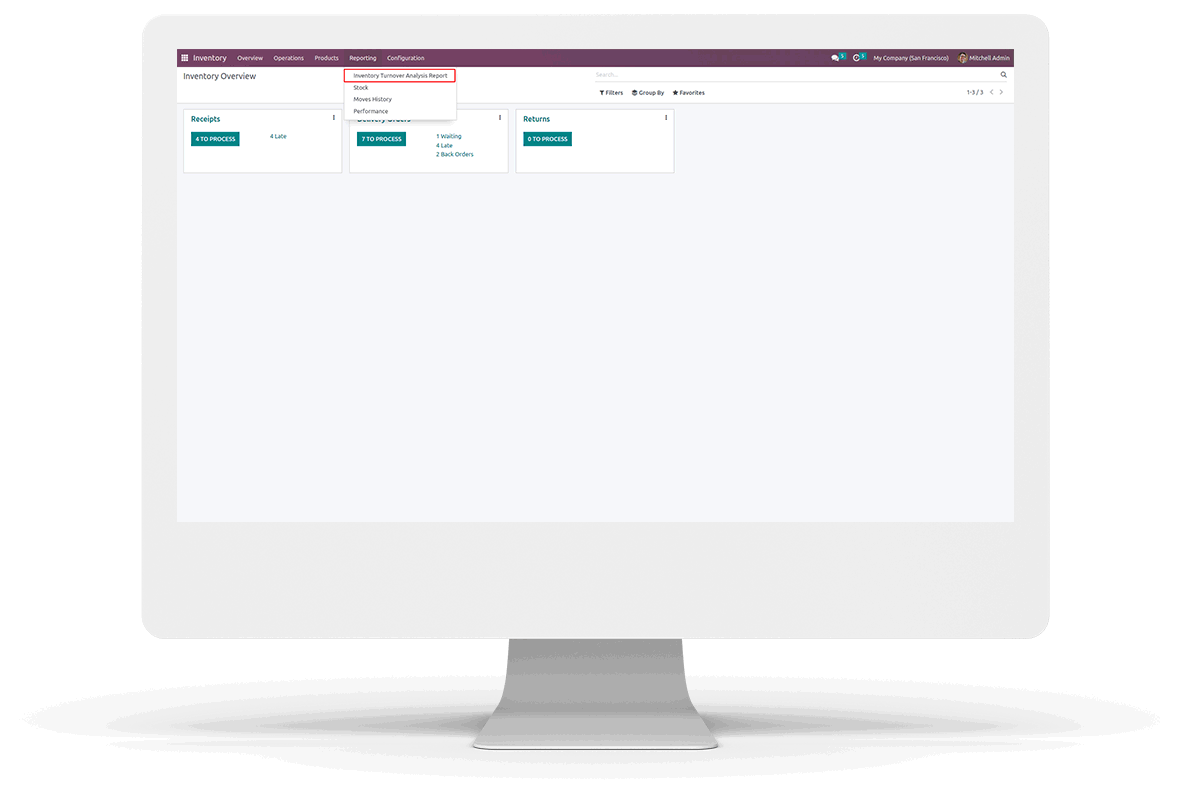 Inventory Overview Operations Products Reporting Configuration 5 5 My Company (San Francisco) Mitchell Admin
Inventory Overview
Search...
Inventory Turnover Analysis Report
Stock
Moves History
Performance
Filters Group By Favorites
1-3 / 3
Receipts
4 TO PROCESS
4 Late
Delivery Orders
7 TO PROCESS
1 Waiting
4 Late
2 Back Orders
Returns
0 TO PROCESS